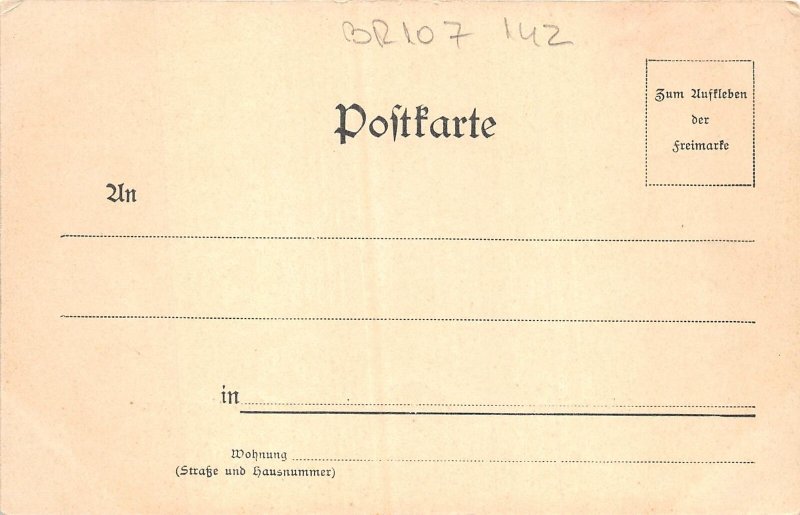 BR107 142
Postkarte
Zum Aufkleben
der
Freimarke
An
in
Wohnung
(Straße und Hausnummer)